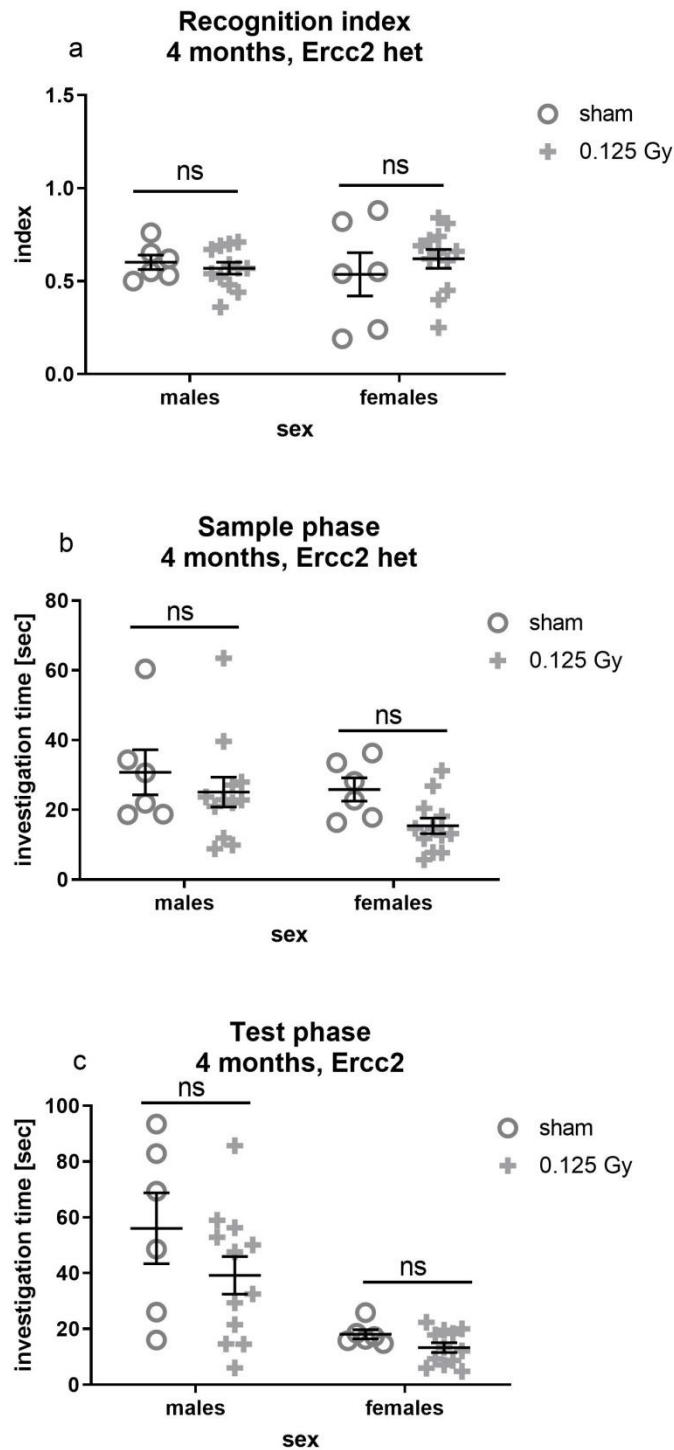 a
Recognition index
4 months, Ercc2 het
1.5
1.0
0.5
0.0
index
ns
ns
sham
0.125 Gy
males
females
sex
b
Sample phase
4 months, Ercc2 het
80
60
40
20
0
investigation time [sec]
ns
ns
sham
0.125 Gy
males
females
sex
c
Test phase
4 months, Ercc2
100
80
60
40
20
0
investigation time [sec]
ns
ns
sham
0.125 Gy
males
females
sex